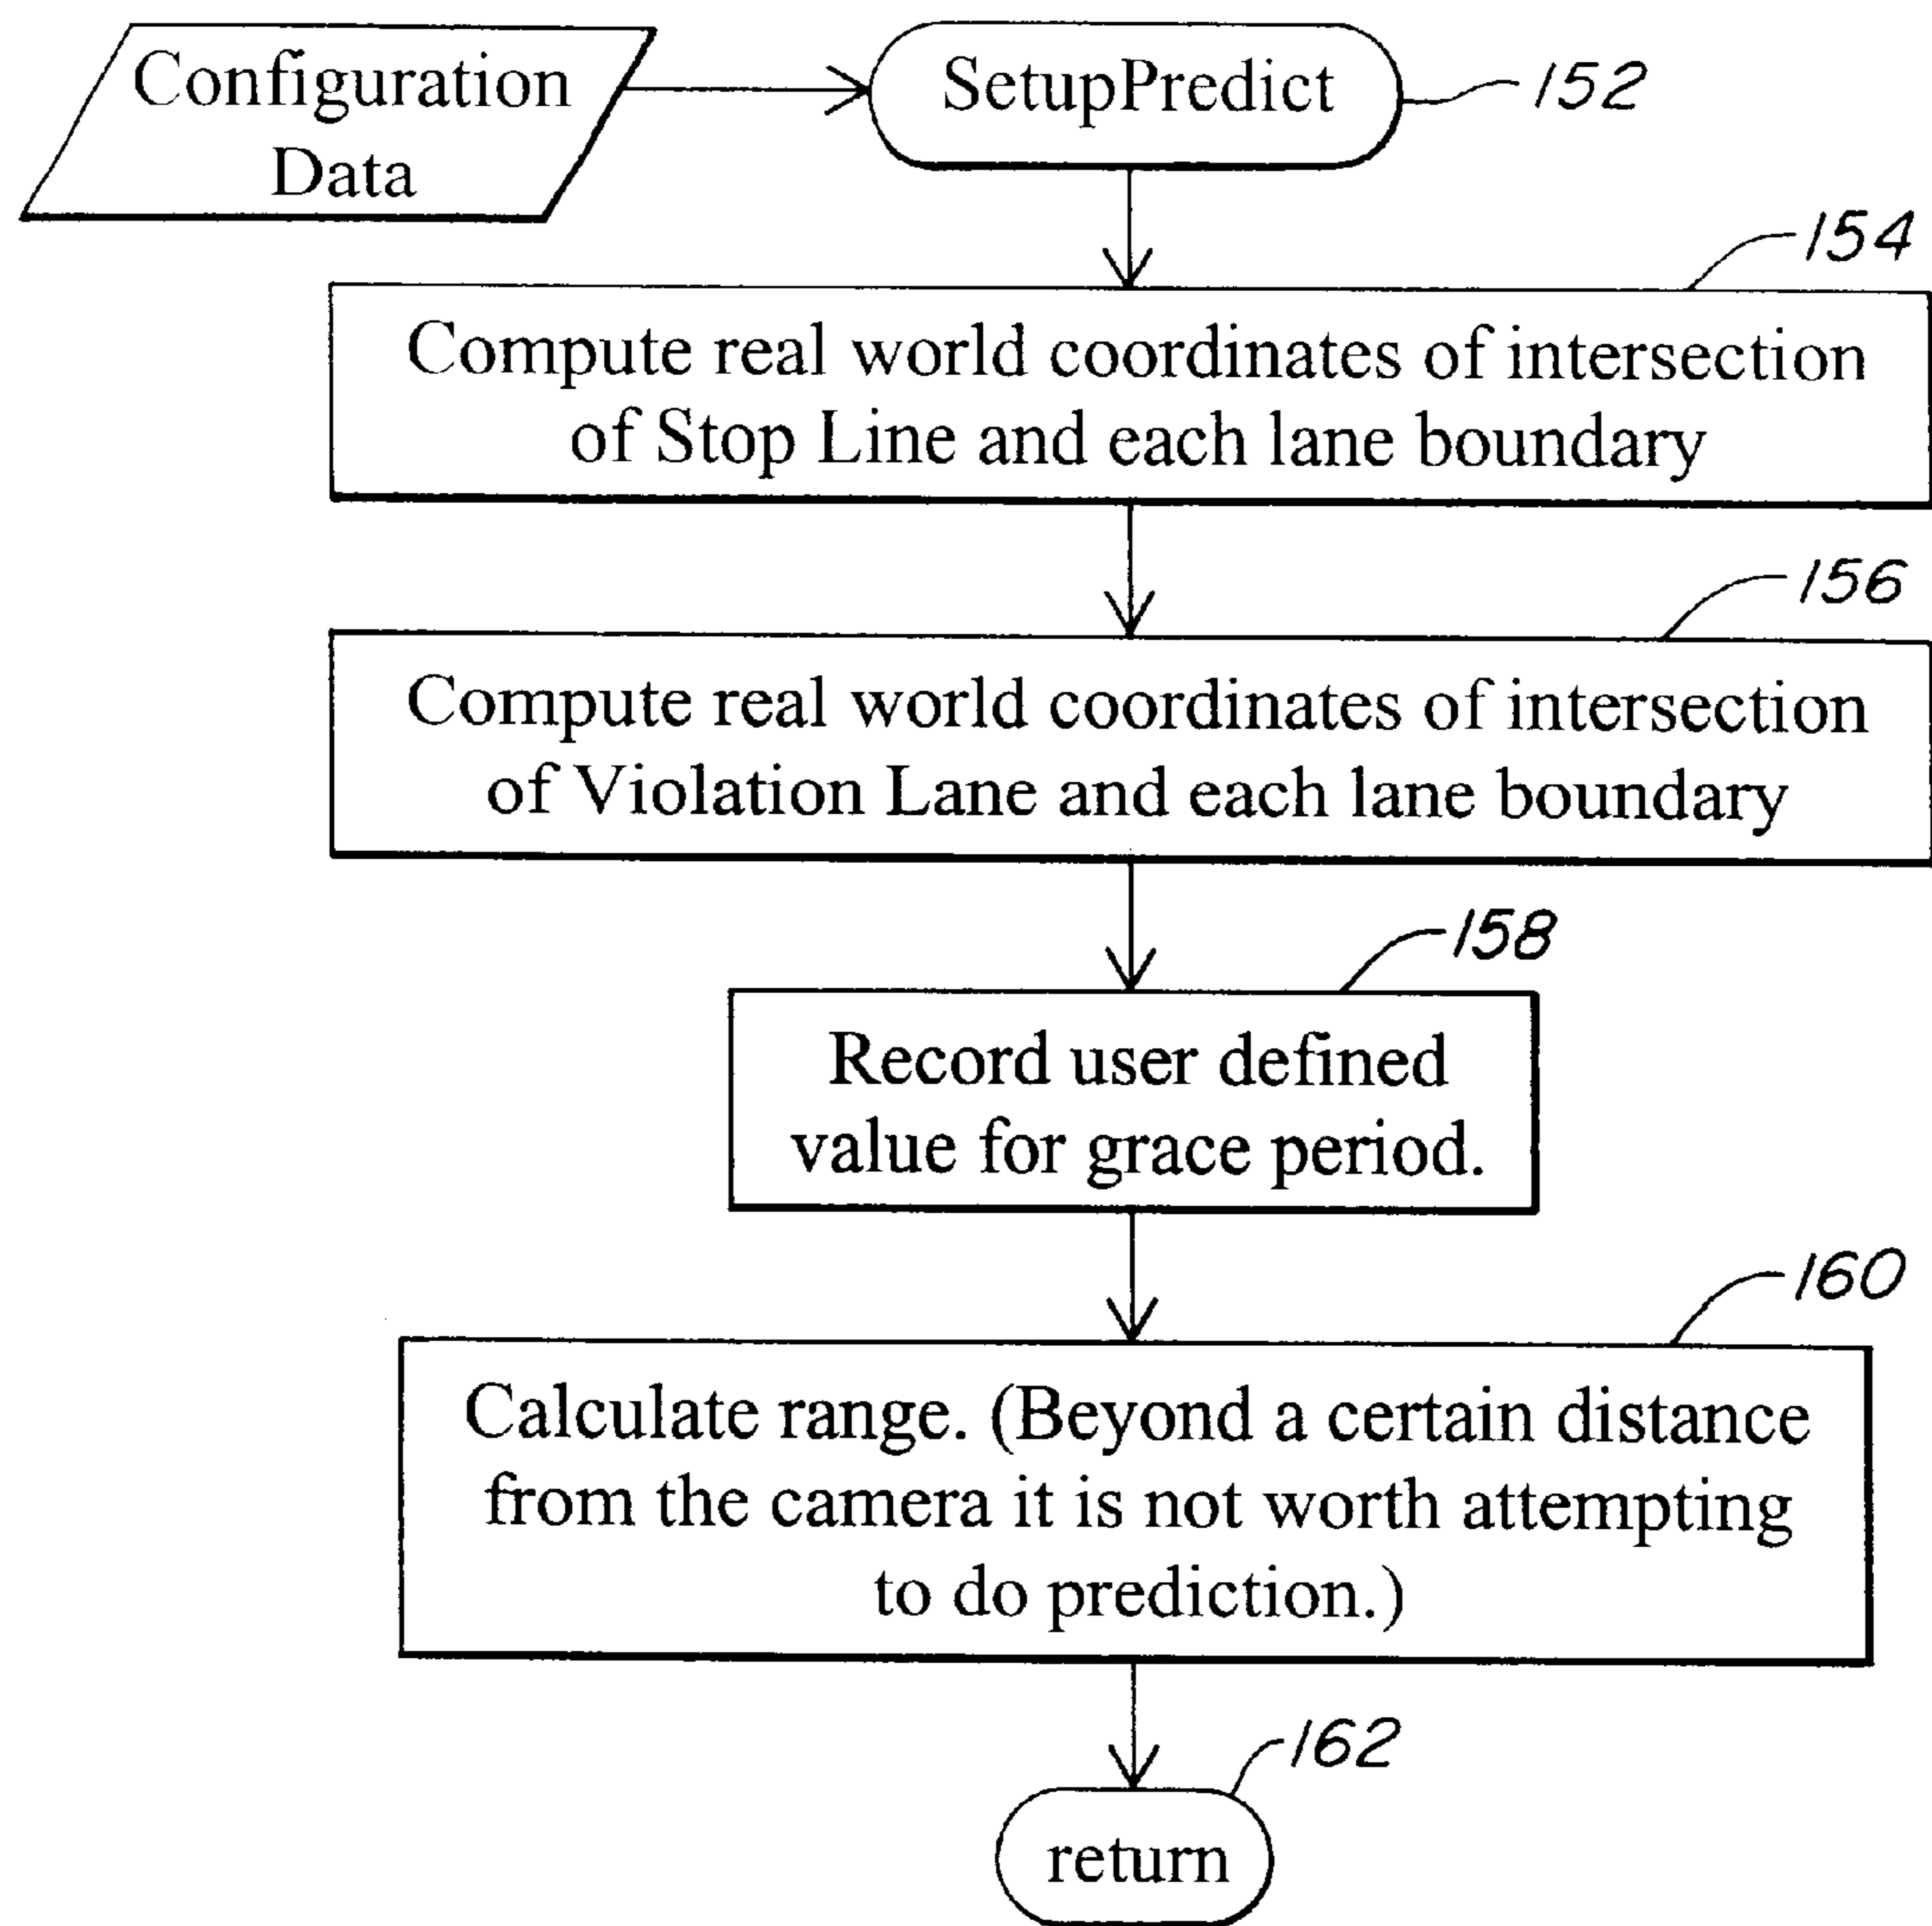 Configuration
Data
SetupPredict
152
154
Compute real world coordinates of intersection
of Stop Line and each lane boundary
156
Compute real world coordinates of intersection
of Violation Lane and each lane boundary
158
Record user defined
value for grace period.
160
Calculate range. (Beyond a certain distance
from the camera it is not worth attempting
to do prediction.)
162
return